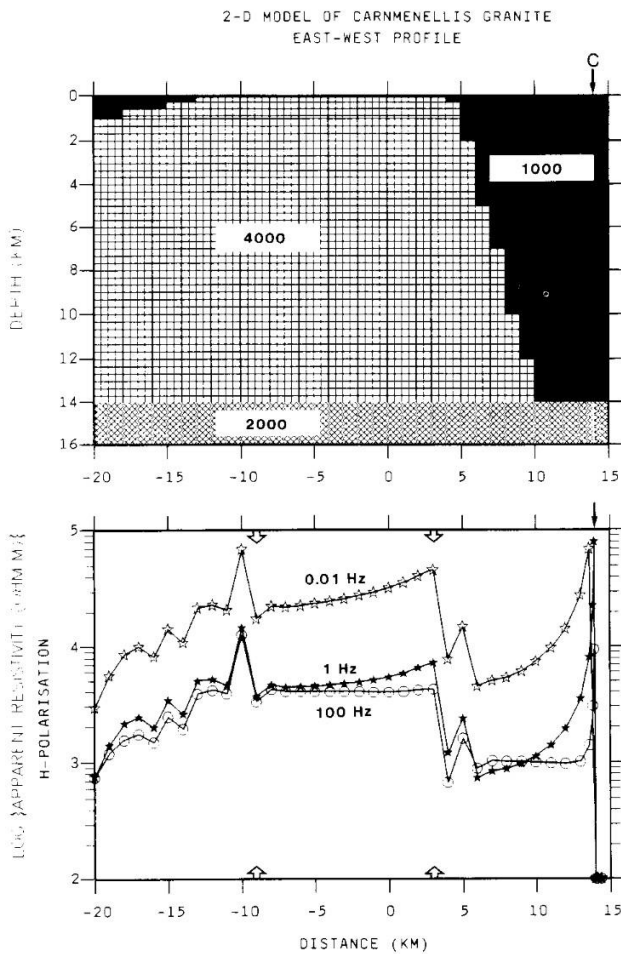 2-D MODEL OF CARNMENELLIS GRANITE
EAST-WEST PROFILE
C
0
2
4
6
8
10
12
14
16
DEPTH (KM)
1000
4000
2000
-20 -15 -10 -5 0 5 10 15
5
4
3
2
H-POLARISATION
0.01 Hz
1 Hz
100 Hz
-20 -15 -10 -5 0 5 10 15
DISTANCE (KM)